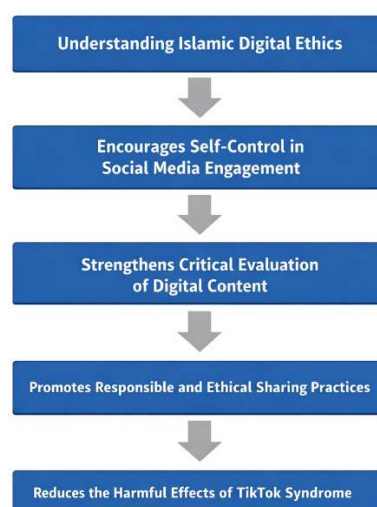 Understanding Islamic Digital Ethics
Encourages Self-Control in
Social Media Engagement
Strengthens Critical Evaluation
of Digital Content
Promotes Responsible and Ethical Sharing Practices
Reduces the Harmful Effects of TikTok Syndrome